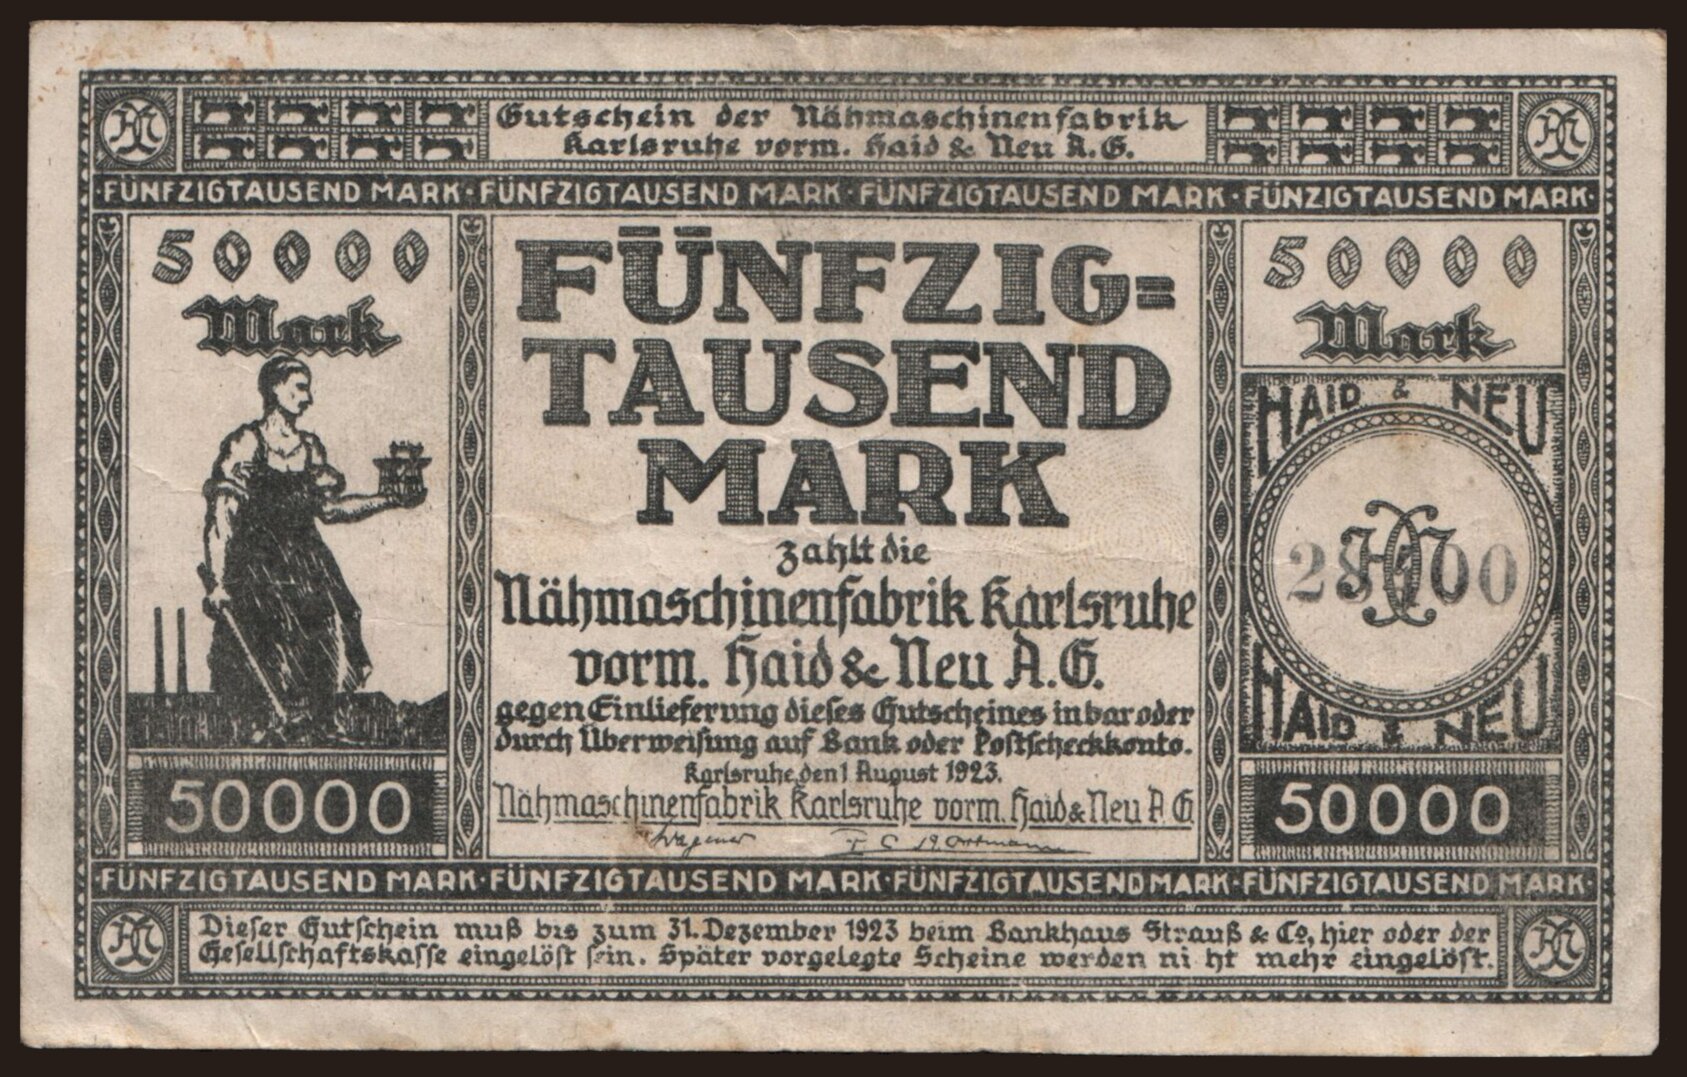 Gutschein der Nähmaschinenfabrik
Karlsruhe vorm. Haid & Neu A.G.
·FÜNFZIGTAUSEND MARK·FÜNFZIGTAUSEND MARK·FÜNFZIGTAUSEND MARK·FÜNZIGTAUSEND MARK·
50000
Mark
50000
FÜNFZIG=
TAUSEND
MARK
zahlt die
Nähmaschinenfabrik Karlsruhe
vorm. Haid & Neu A.G.
gegen Einlieferung dieses Gutscheines in bar oder
durch Überweisung auf Bank oder Postscheckkonto.
Karlsruhe, den 1 August 1923.
Nähmaschinenfabrik Karlsruhe vorm. Haid & Neu A G
50000
Mark
HAID & NEU
HN
HAID & NEU
50000
·FÜNFZIGTAUSEND MARK·FÜNFZIGTAUSEND MARK·FÜNFZIGTAUSEND MARK·FÜNFZIGTAUSEND MARK·
Dieser Gutschein muß bis zum 31. Dezember 1923 beim Bankhaus Strauß & Co, hier oder der
Gesellschaftskasse eingelöst sein. Später vorgelegte Scheine werden ni ht mehr eingelöst.